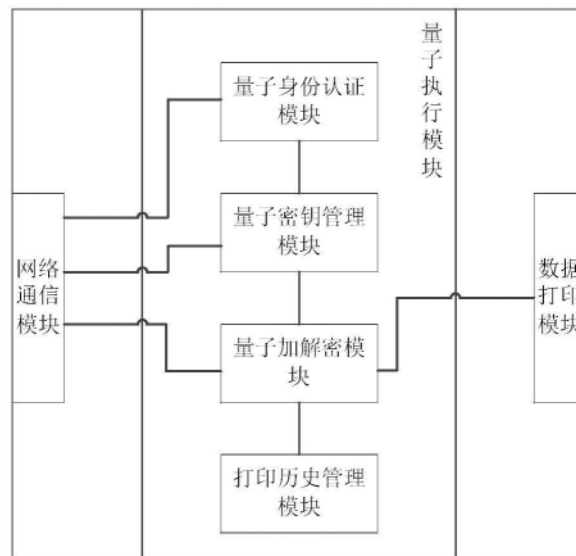 量子身份认证
模块
量
子
执
行
模
块
量子密钥管理
模块
网络
通信
模块
量子加解密模
块
数据
打印
模块
打印历史管理
模块